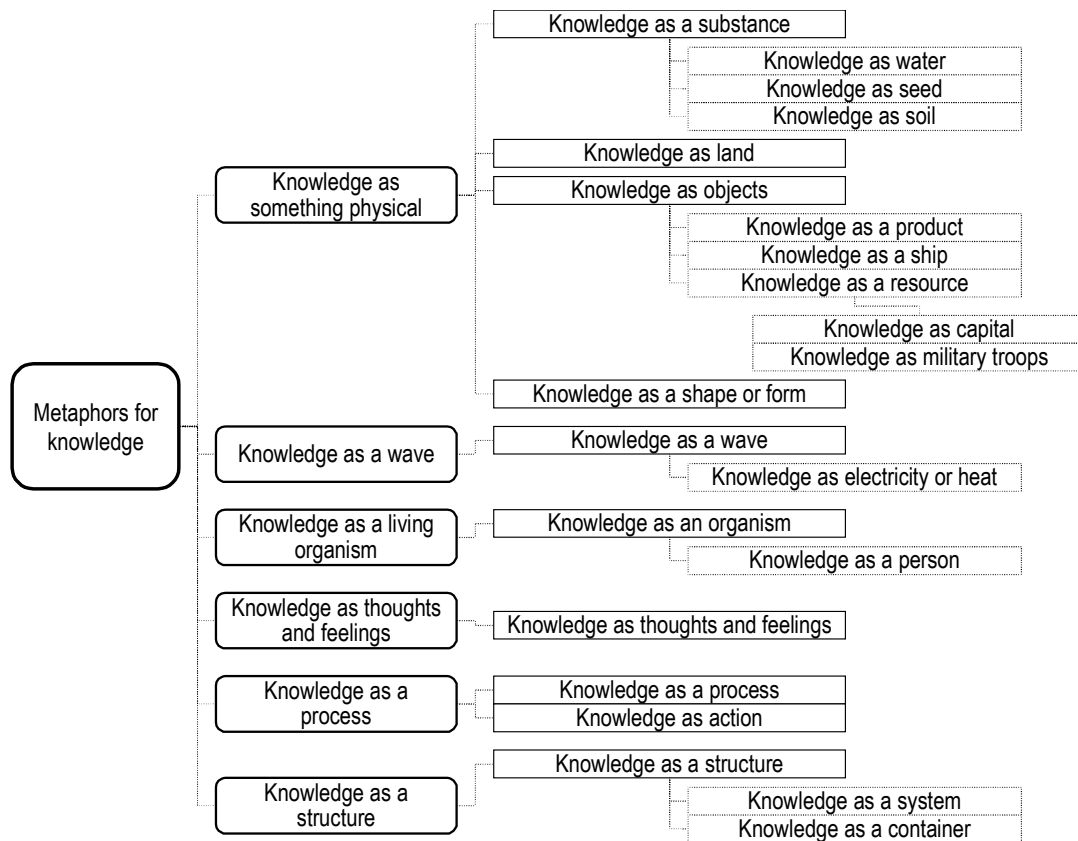 Metaphors for
knowledge
Knowledge as
something physical
Knowledge as a substance
Knowledge as water
Knowledge as seed
Knowledge as soil
Knowledge as land
Knowledge as objects
Knowledge as a product
Knowledge as a ship
Knowledge as a resource
Knowledge as capital
Knowledge as military troops
Knowledge as a shape or form
Knowledge as a wave
Knowledge as a wave
Knowledge as electricity or heat
Knowledge as a living
organism
Knowledge as an organism
Knowledge as a person
Knowledge as thoughts
and feelings
Knowledge as thoughts and feelings
Knowledge as a
process
Knowledge as a process
Knowledge as action
Knowledge as a
structure
Knowledge as a structure
Knowledge as a system
Knowledge as a container